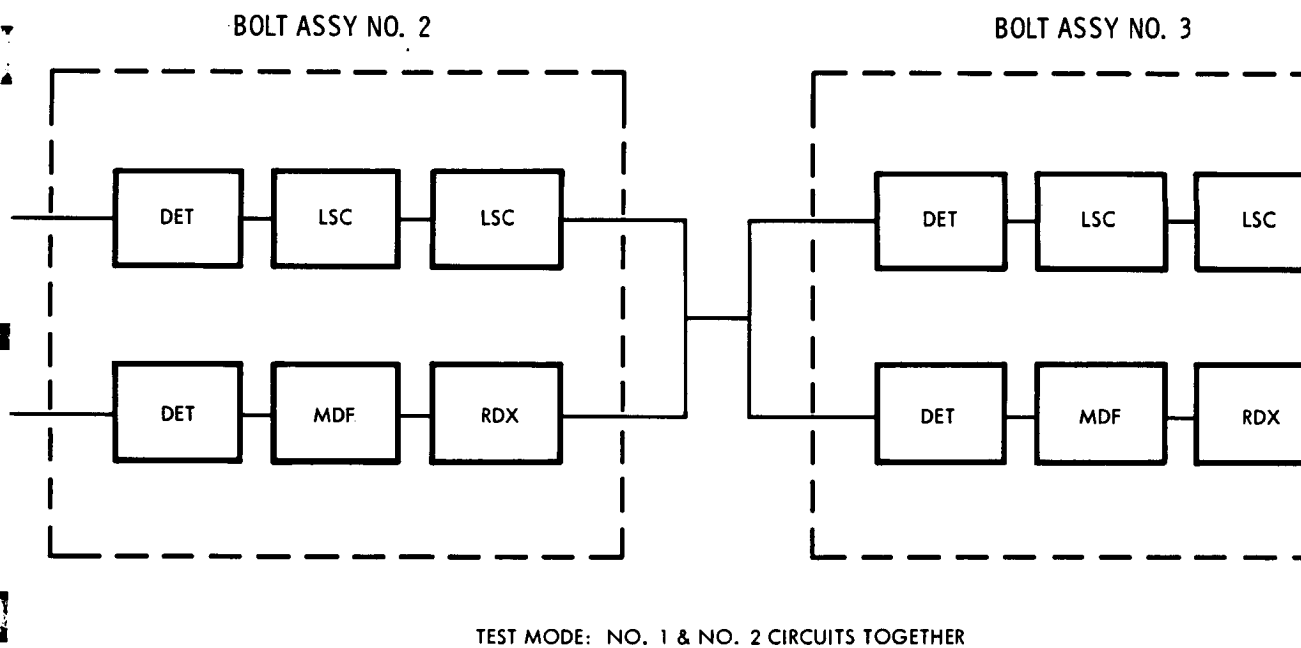 BOLT ASSY NO. 2
BOLT ASSY NO. 3
DET LSC LSC
DET LSC LSC
DET MDF RDX
DET MDF RDX
TEST MODE: NO. 1 & NO. 2 CIRCUITS TOGETHER